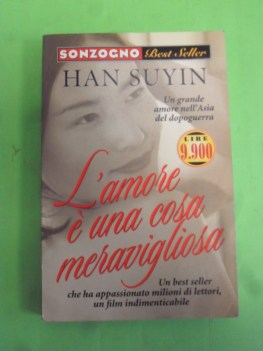 SONZOGNO Best Seller
HAN SUYIN
Un grande
amore nell'Asia
del dopoguerra
LIRE
9.900
L'amore
è una cosa
meravigliosa
Un best seller
che ha appassionato milioni di lettori,
un film indimenticabile